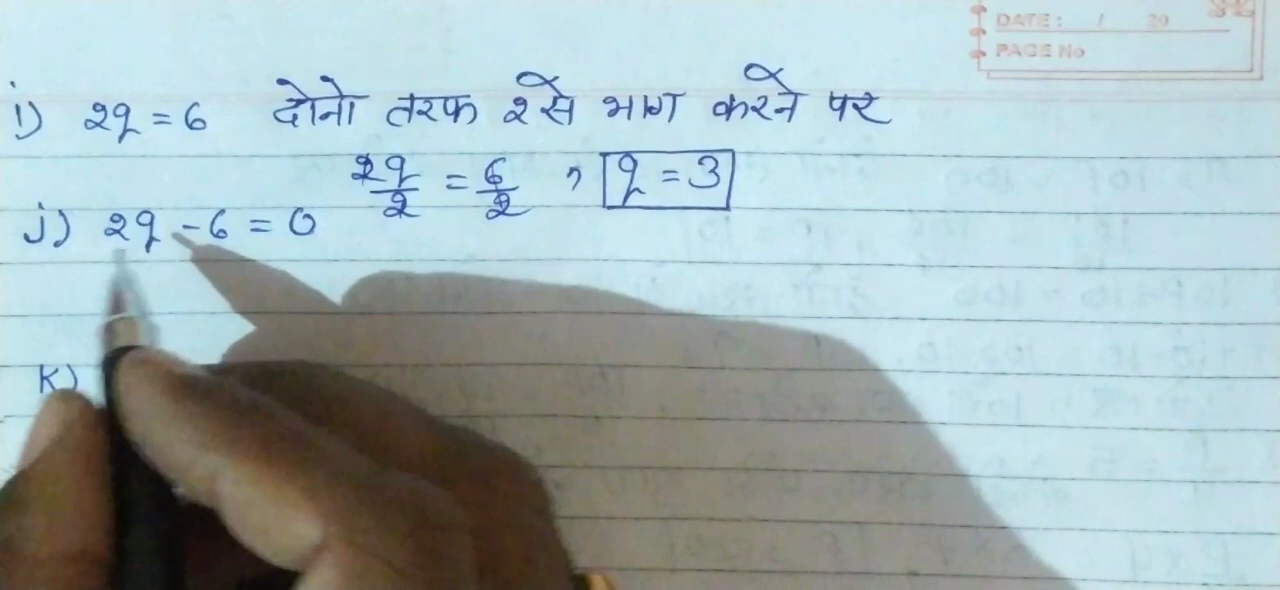 DATE: / 20
PAGE No
i) 2q = 6 दोनो तरफ 2 से भाग करने पर
2q/2 = 6/2 , q = 3
j) 2q - 6 = 0
K)